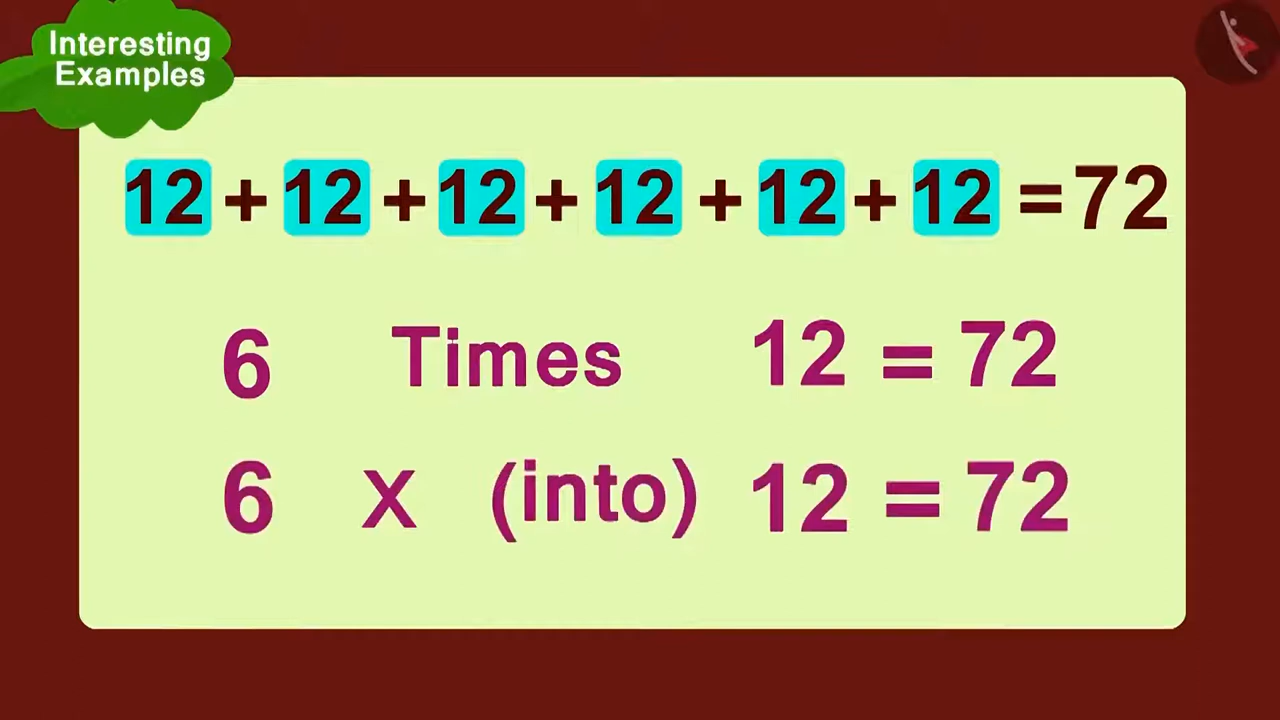 Interesting
Examples
12 + 12 + 12 + 12 + 12 + 12 = 72
6 Times 12 = 72
6 X (into) 12 = 72